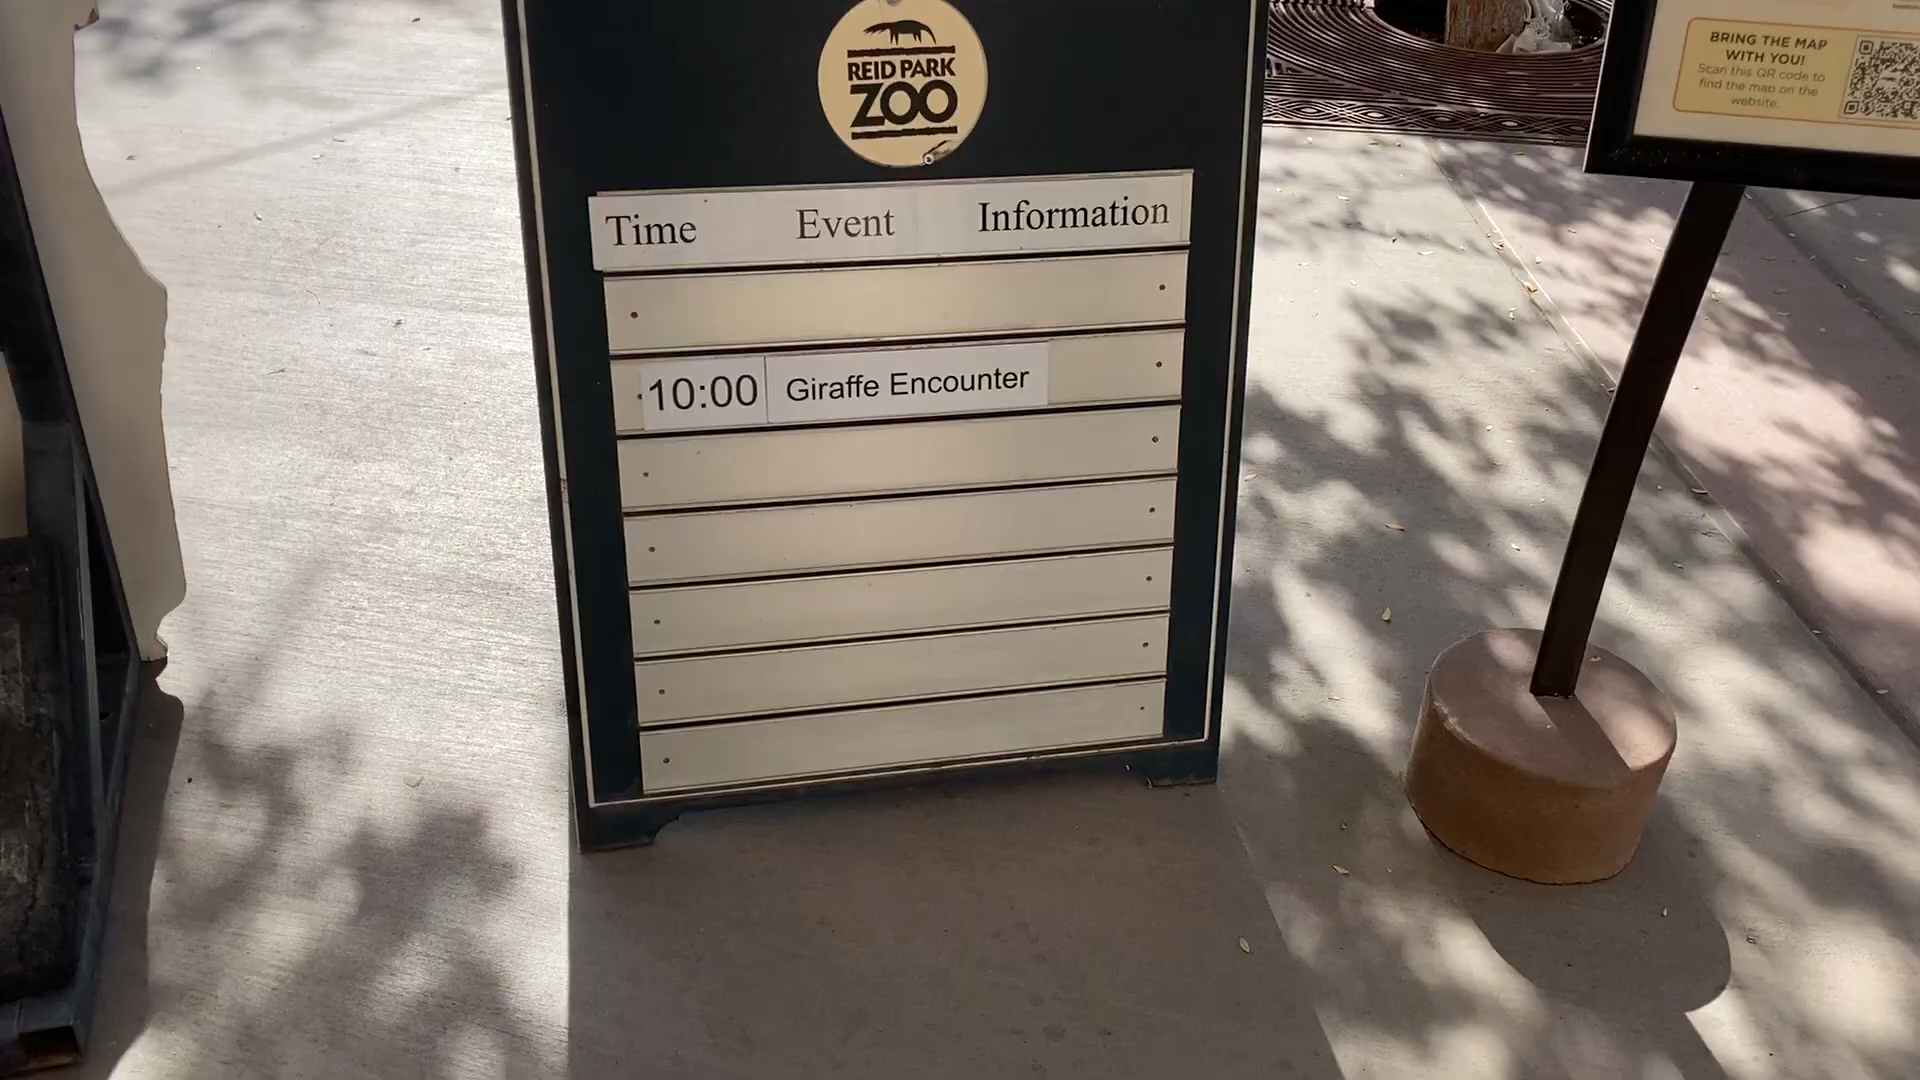 REID PARK
ZOO
Time Event Information
10:00 Giraffe Encounter
BRING THE MAP
WITH YOU!
Scan this QR code to
find the map on the
website.